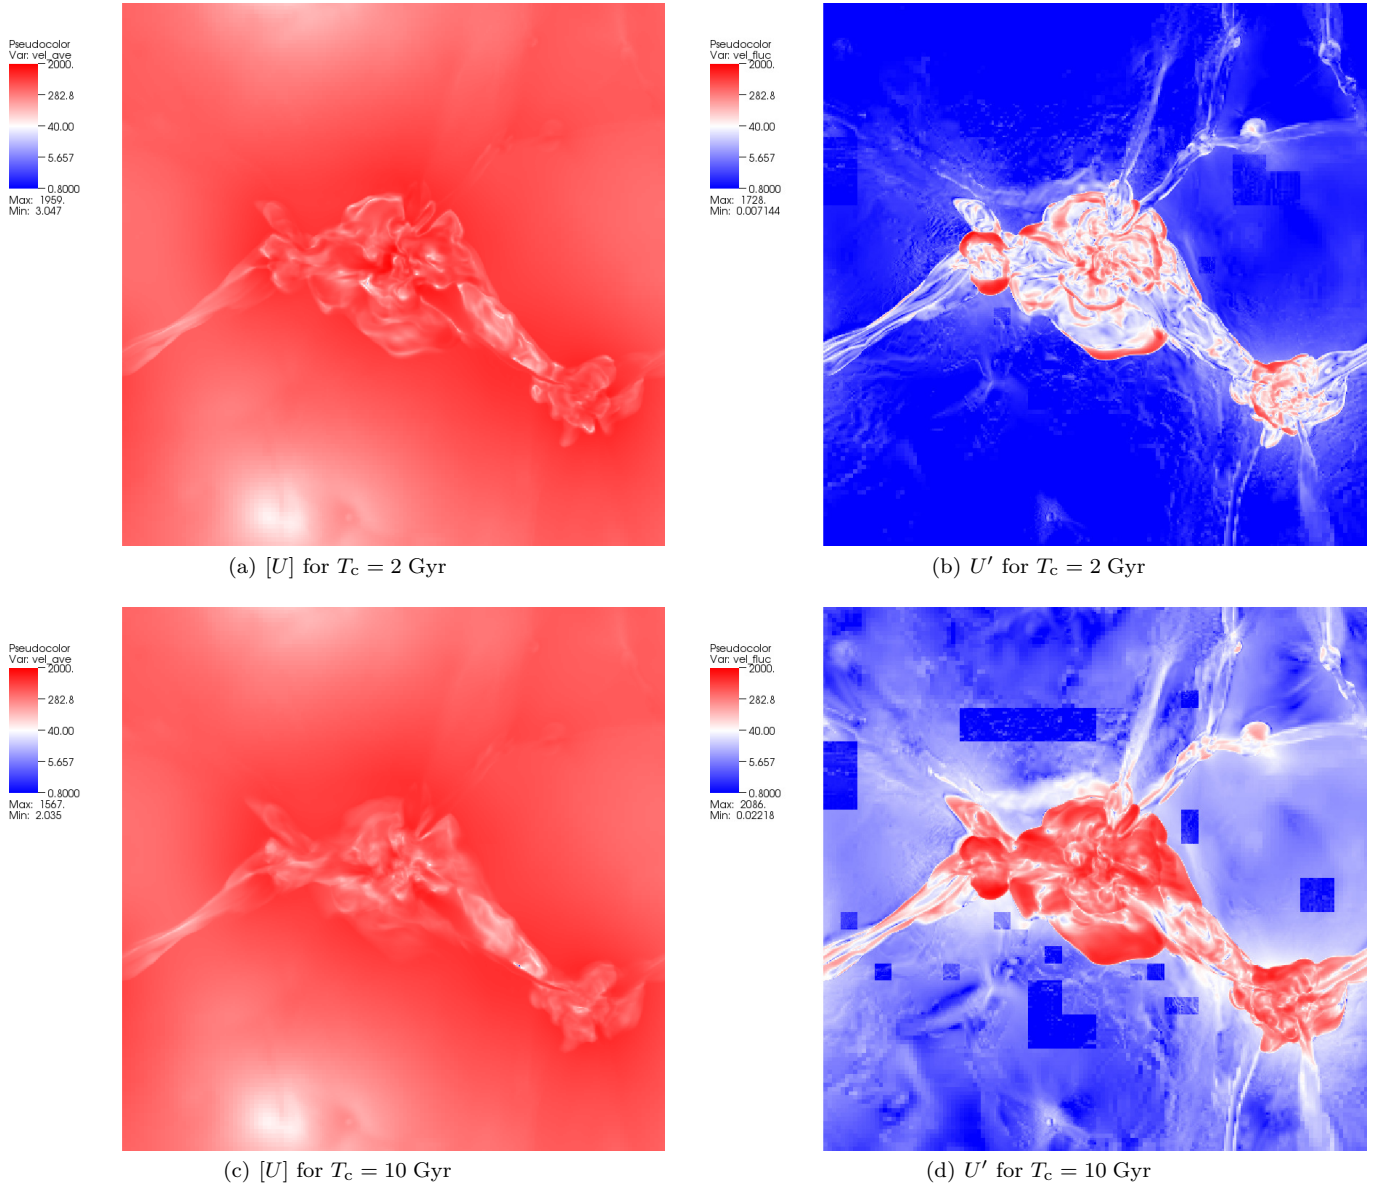 Pseudocolor
Var: vel_ave
2000.
282.8
40.00
5.657
0.8000
Max: 1959.
Min: 3.047
Pseudocolor
Var: vel_fluc
2000.
282.8
40.00
5.657
0.8000
Max: 1728.
Min: 0.007144
(a) [U] for Tc = 2 Gyr
(b) U′ for Tc = 2 Gyr
Pseudocolor
Var: vel_ave
2000.
282.8
40.00
5.657
0.8000
Max: 1567.
Min: 2.035
Pseudocolor
Var: vel_fluc
2000.
282.8
40.00
5.657
0.8000
Max: 2086.
Min: 0.02218
(c) [U] for Tc = 10 Gyr
(d) U′ for Tc = 10 Gyr